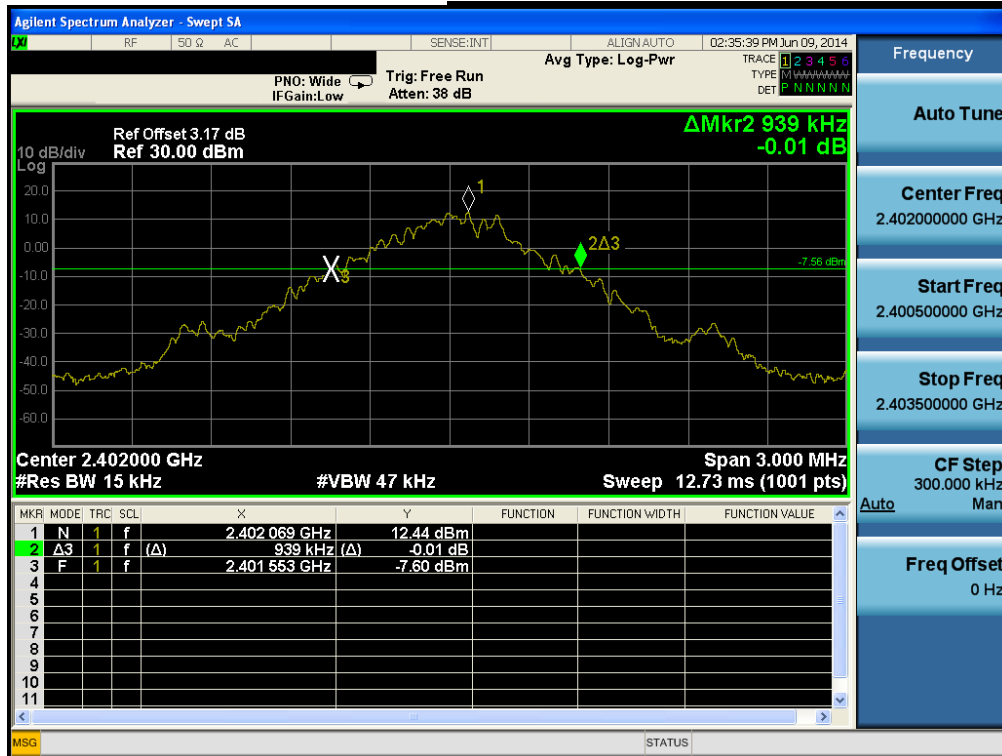 Agilent Spectrum Analyzer - Swept SA
LXI RF 50 Ω AC SENSE:INT ALIGNAUTO 02:35:39 PM Jun 09, 2014
Avg Type: Log-Pwr
TRACE 1 2 3 4 5 6
TYPE M
DET P N N N N N
PNO: Wide
IFGain:Low
Trig: Free Run
Atten: 38 dB
ΔMkr2 939 kHz
-0.01 dB
Ref Offset 3.17 dB
Ref 30.00 dBm
10 dB/div
Log
20.0
10.0
0.00
-10.0
-20.0
-30.0
-40.0
-50.0
-60.0
1
2Δ3
X3
-7.56 dBm
Center 2.402000 GHz
Span 3.000 MHz
#Res BW 15 kHz
#VBW 47 kHz
Sweep 12.73 ms (1001 pts)
MKR MODE TRC SCL X Y FUNCTION FUNCTION WIDTH FUNCTION VALUE
1 N 1 f 2.402 069 GHz 12.44 dBm
2 Δ3 1 f (Δ) 939 kHz (Δ) -0.01 dB
3 F 1 f 2.401 553 GHz -7.60 dBm
4
5
6
7
8
9
10
11
MSG
STATUS
Frequency
Auto Tune
Center Freq
2.402000000 GHz
Start Freq
2.400500000 GHz
Stop Freq
2.403500000 GHz
CF Step
300.000 kHz
Auto Man
Freq Offset
0 Hz